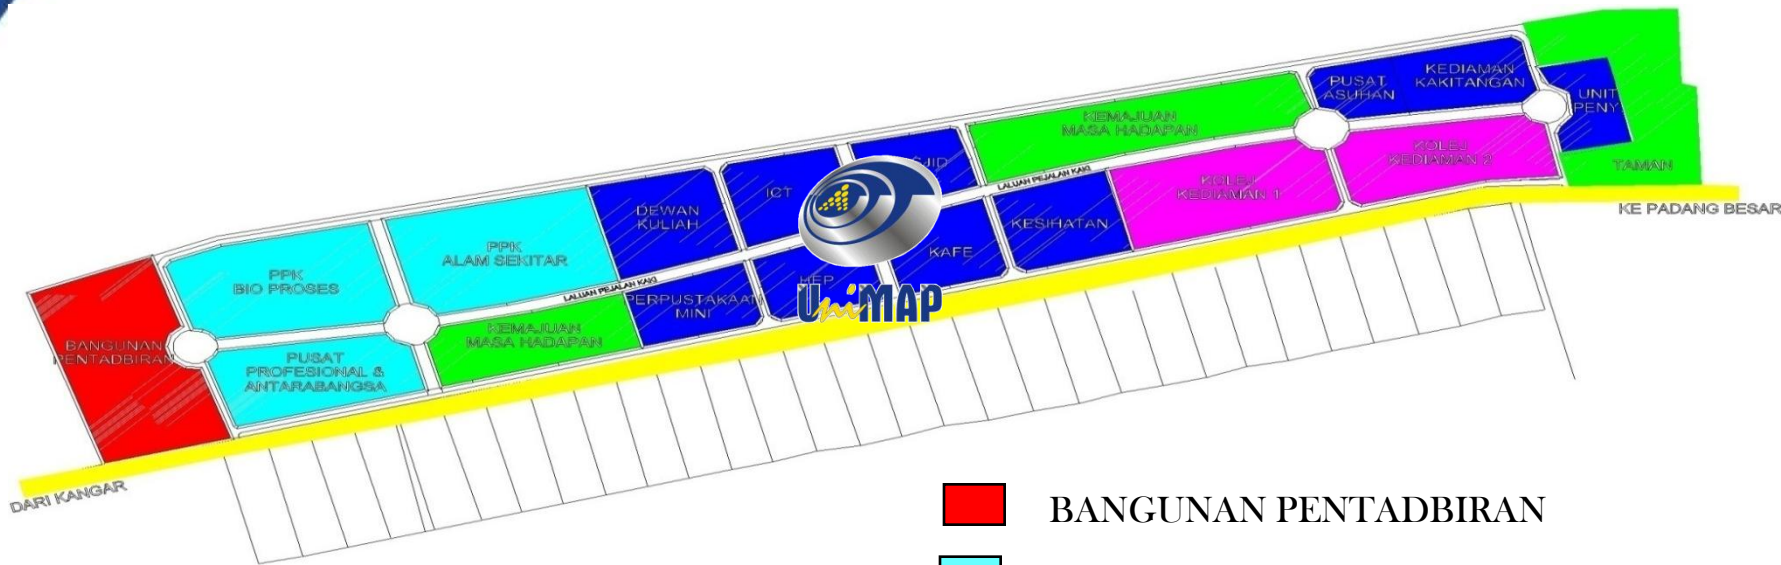 BANGUNAN
PENTADBIRAN
PPK
BIO PROSES
PUSAT
PROFESIONAL &
ANTARABANGSA
PPK
ALAM SEKITAR
LALUAN PEJALAN KAKI
KEMAJUAN
MASA HADAPAN
DEWAN
KULIAH
PERPUSTAKAAN
MINI
ICT
HEP
UniMAP
JID
KAFE
KESIHATAN
LALUAN PEJALAN KAKI
KEMAJUAN
MASA HADAPAN
KOLEJ
KEDIAMAN 1
PUSAT
ASUHAN
KEDIAMAN
KAKITANGAN
KOLEJ
KEDIAMAN 2
UNIT
PENY
TAMAN
KE PADANG BESAR
DARI KANGAR
BANGUNAN PENTADBIRAN